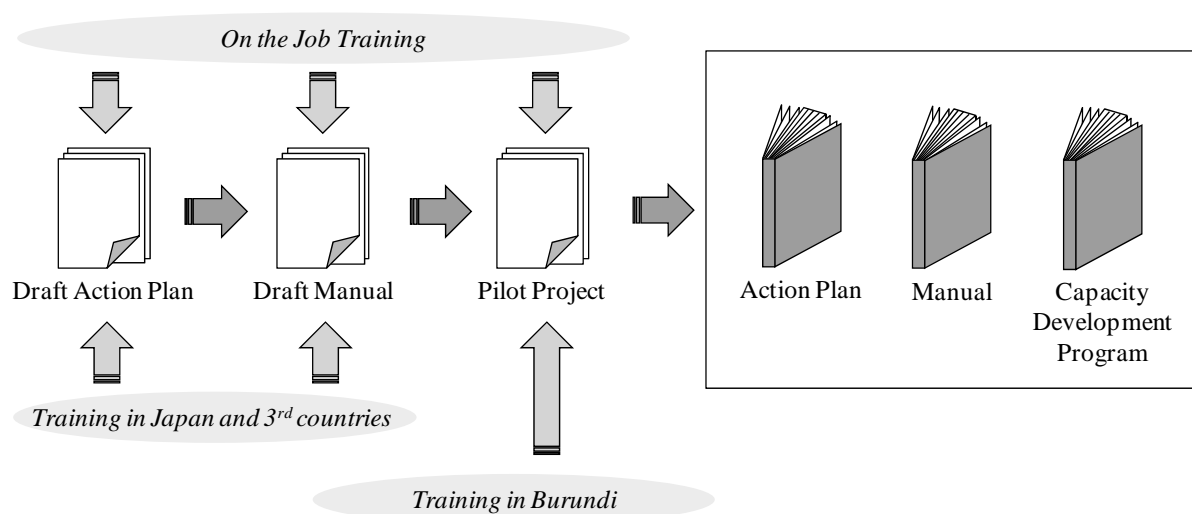 On the Job Training
Draft Action Plan
Draft Manual
Pilot Project
Action Plan
Manual
Capacity
Development
Program
Training in Japan and 3rd countries
Training in Burundi